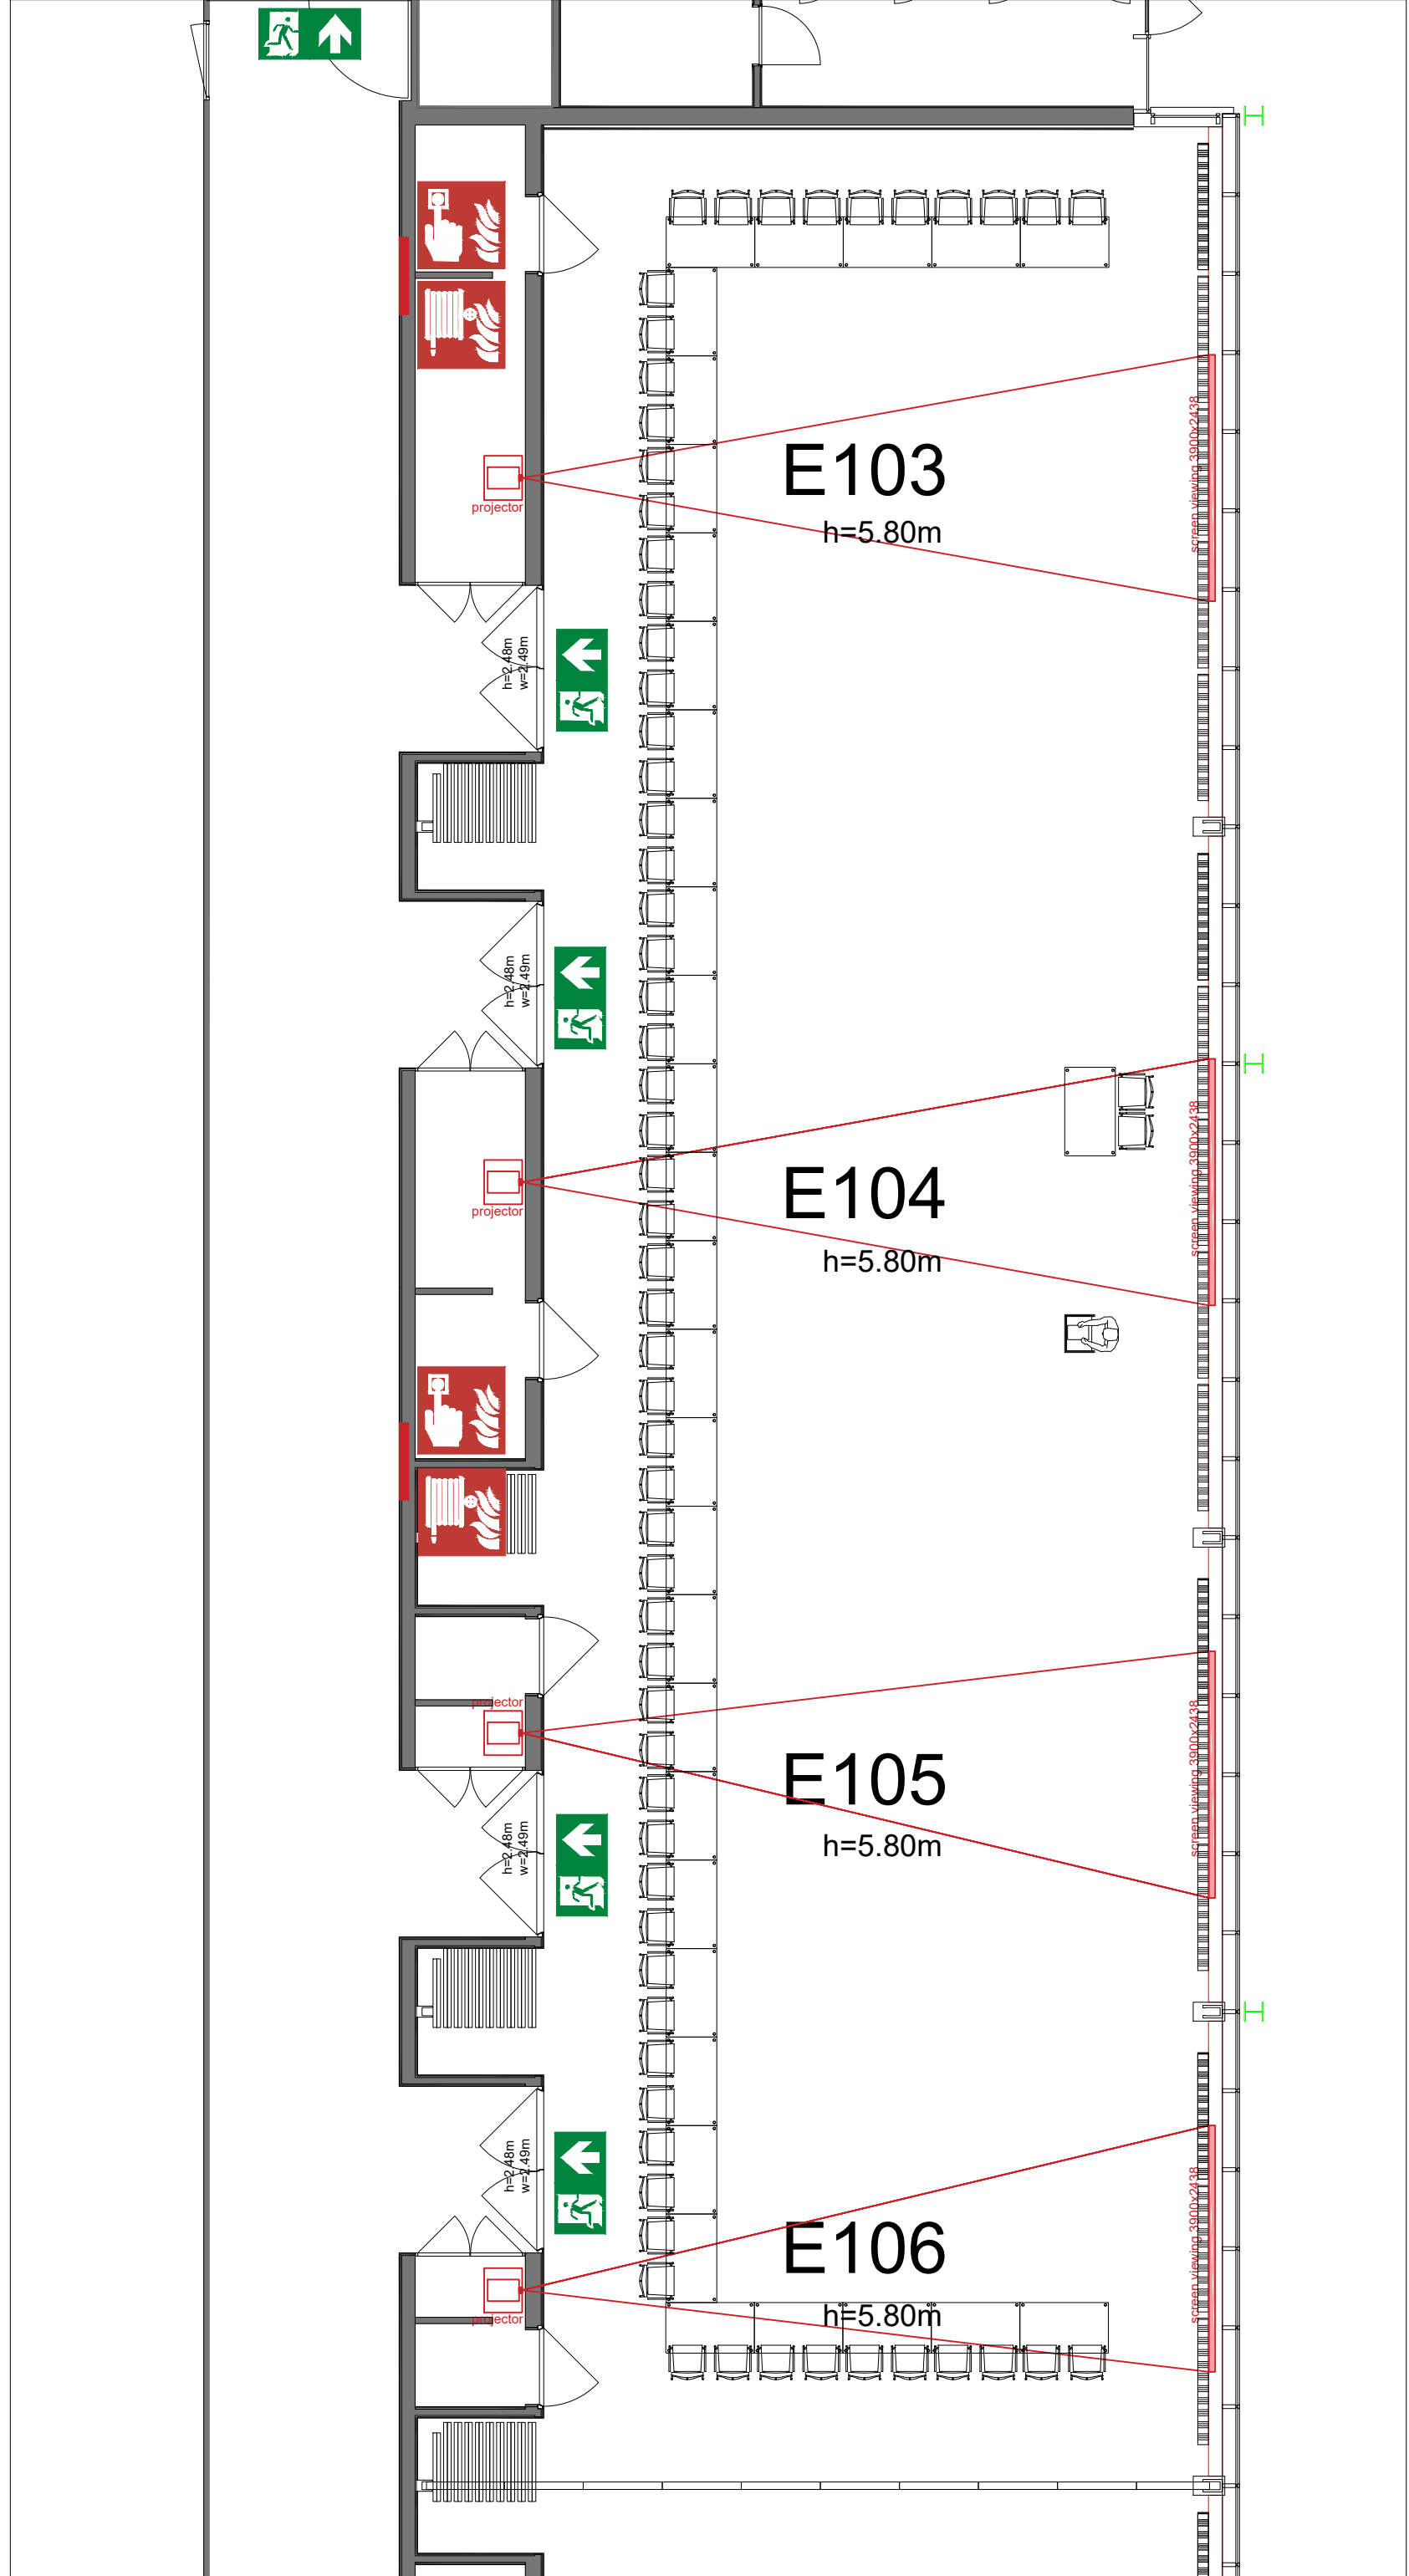 E103
h=5.80m
screen viewing 3900x2438
projector
h=2.48m
w=2.49m
h=2.48m
w=2.49m
E104
h=5.80m
screen viewing 3900x2438
projector
projector
E105
h=5.80m
screen viewing 3900x2438
h=2.48m
w=2.49m
h=2.48m
w=2.49m
E106
h=5.80m
screen viewing 3900x2438
projector